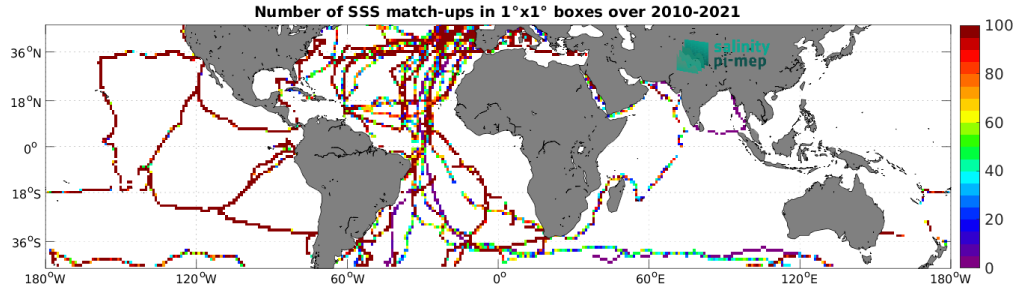 Number of SSS match-ups in 1°x1° boxes over 2010-2021
36°N
18°N
0°
18°S
36°S
180°W
120°W
60°W
0°
60°E
120°E
180°W
salinity
pi-mep
100
80
60
40
20
0